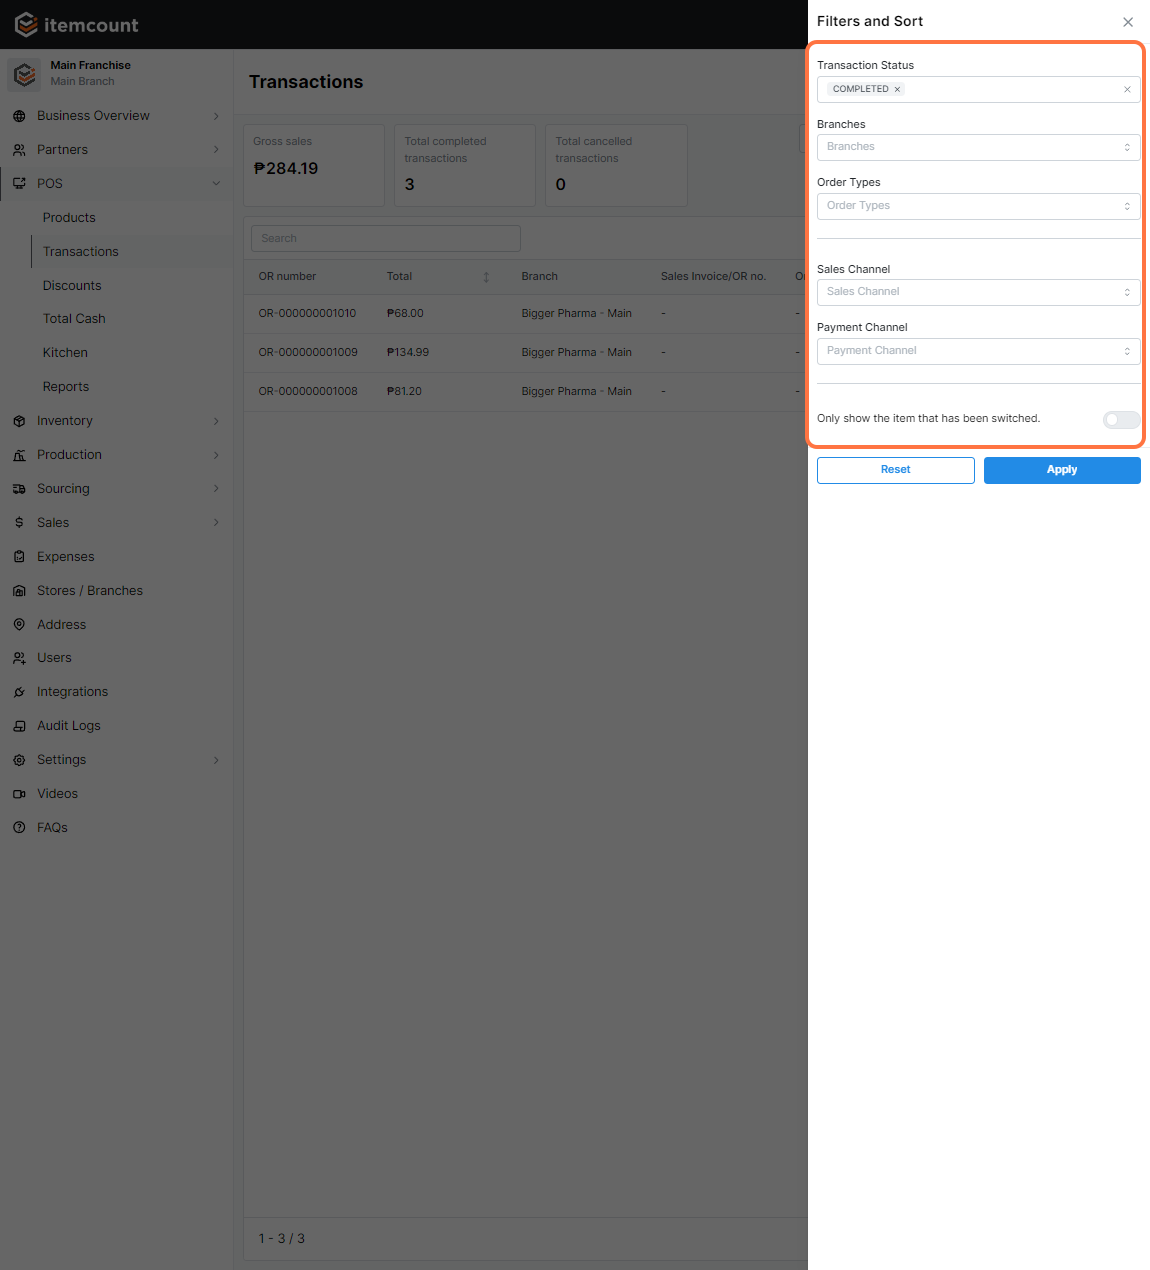 itemcount
Main Franchise
Main Branch
Business Overview
Partners
POS
Products
Transactions
Discounts
Total Cash
Kitchen
Reports
Inventory
Production
Sourcing
Sales
Expenses
Stores / Branches
Address
Users
Integrations
Audit Logs
Settings
Videos
FAQs
Transactions
Gross sales
₱284.19
Total completed
transactions
3
Total cancelled
transactions
0
Search
OR number Total Branch Sales Invoice/OR no.
OR-000000001010 ₱68.00 Bigger Pharma - Main - -
OR-000000001009 ₱134.99 Bigger Pharma - Main - -
OR-000000001008 ₱81.20 Bigger Pharma - Main - -
1 - 3 / 3
Filters and Sort
Transaction Status
COMPLETED
Branches
Branches
Order Types
Order Types
Sales Channel
Sales Channel
Payment Channel
Payment Channel
Only show the item that has been switched.
Reset Apply